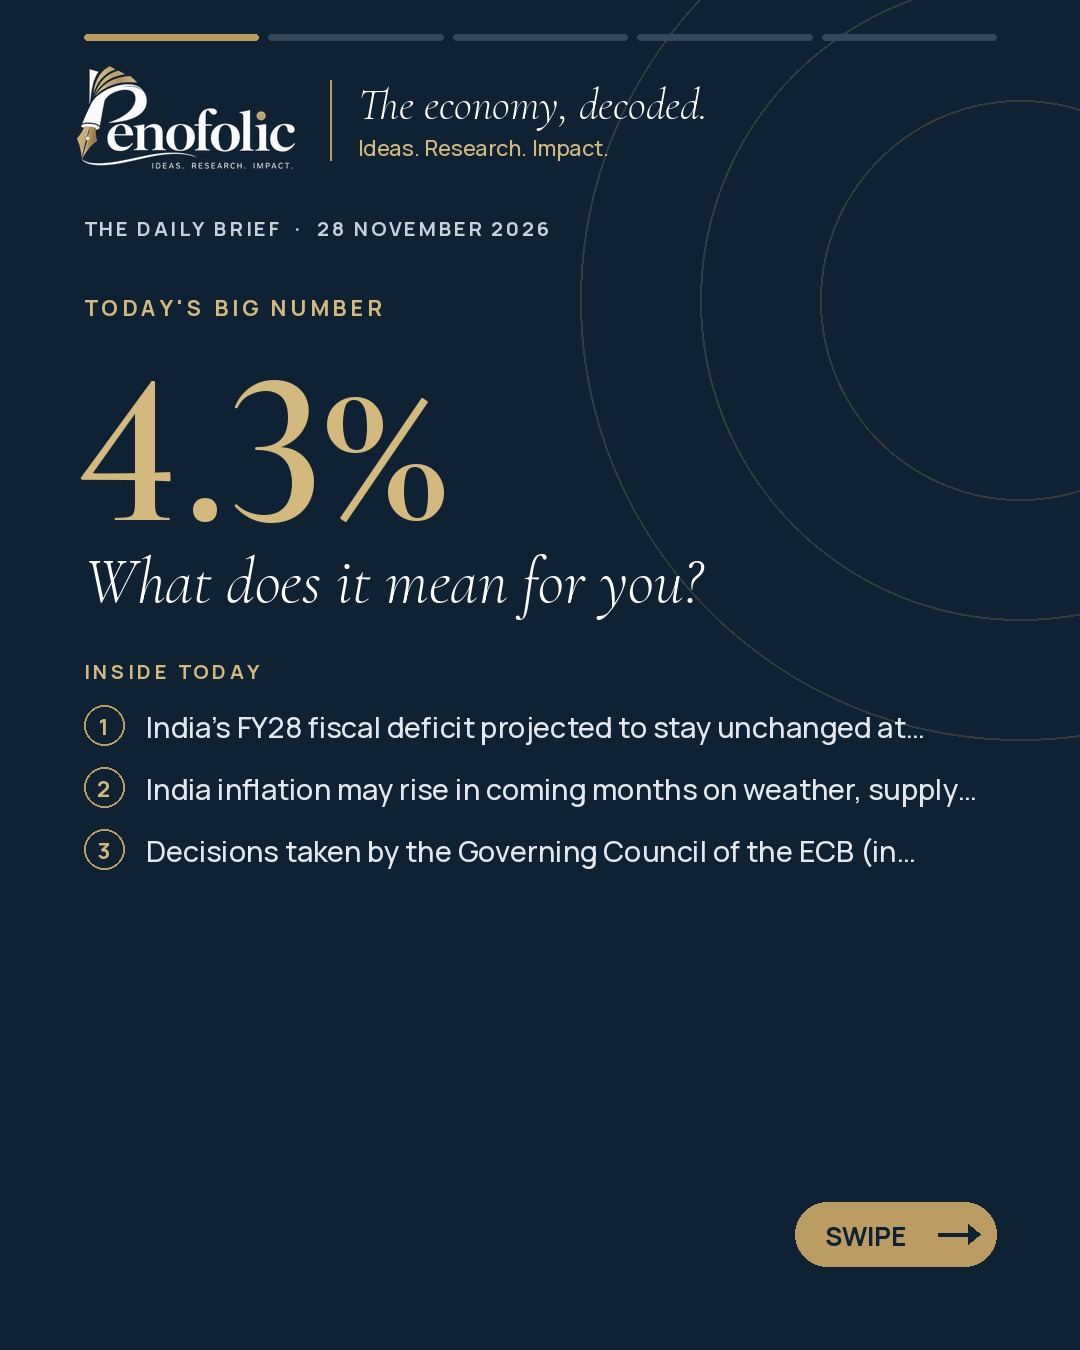 Penofolic
IDEAS. RESEARCH. IMPACT.
The economy, decoded.
Ideas. Research. Impact.
THE DAILY BRIEF · 28 NOVEMBER 2026
TODAY'S BIG NUMBER
4.3%
What does it mean for you?
INSIDE TODAY
1 India’s FY28 fiscal deficit projected to stay unchanged at...
2 India inflation may rise in coming months on weather, supply...
3 Decisions taken by the Governing Council of the ECB (in...
SWIPE